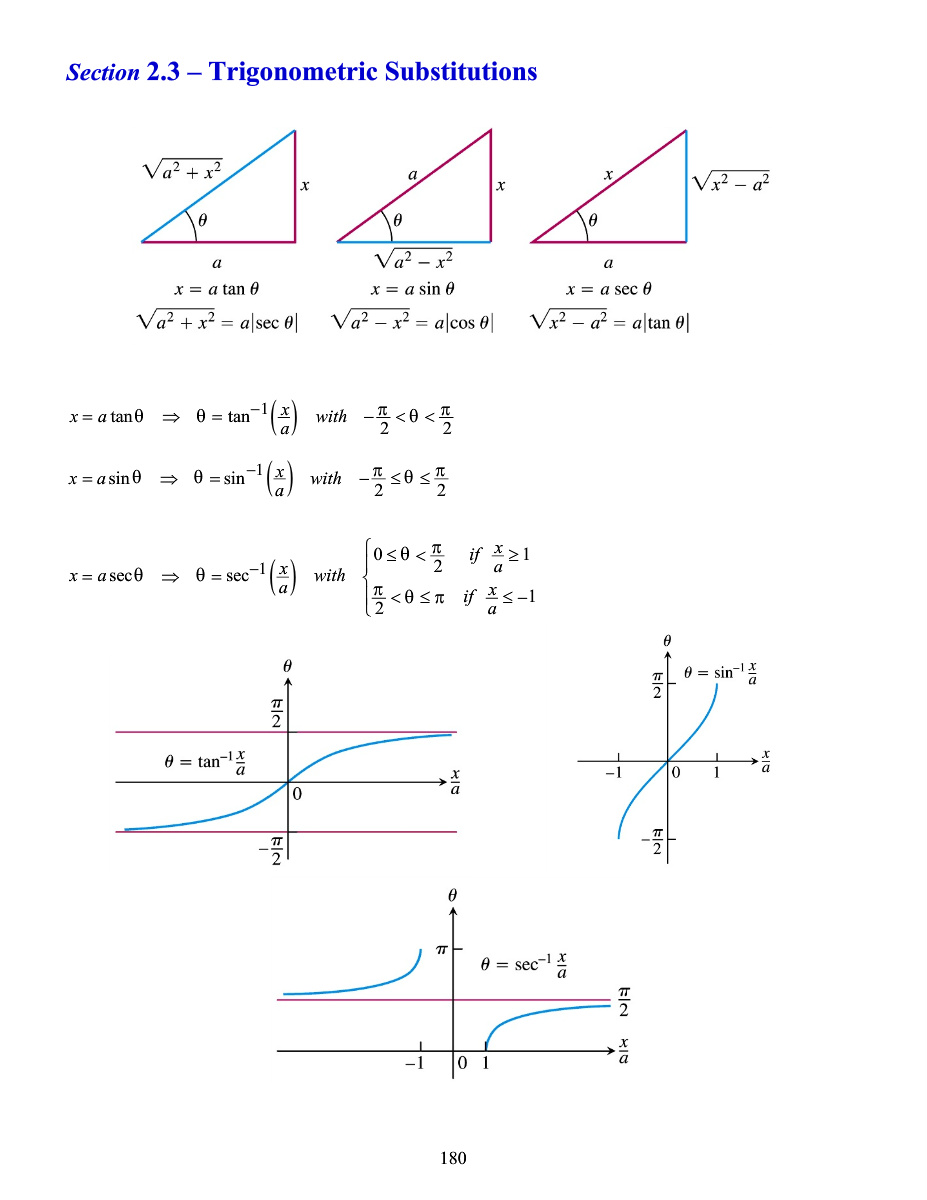 Section 2.3 – Trigonometric Substitutions
√(a² + x²) x θ a
a x θ √(a² − x²)
x √(x² − a²) θ a
x = a tan θ x = a sin θ x = a sec θ
√(a² + x²) = a|sec θ| √(a² − x²) = a|cos θ| √(x² − a²) = a|tan θ|
x = a tanθ ⇒ θ = tan⁻¹(x/a) with −π/2 < θ < π/2
x = a sinθ ⇒ θ = sin⁻¹(x/a) with −π/2 ≤ θ ≤ π/2
x = a secθ ⇒ θ = sec⁻¹(x/a) with { 0 ≤ θ < π/2 if x/a ≥ 1
π/2 < θ ≤ π if x/a ≤ −1
θ
π/2
θ = tan⁻¹ x/a
x/a
0
−π/2
θ
π/2 θ = sin⁻¹ x/a
x/a
−1 0 1
−π/2
θ
π θ = sec⁻¹ x/a
π/2
x/a
−1 0 1
180